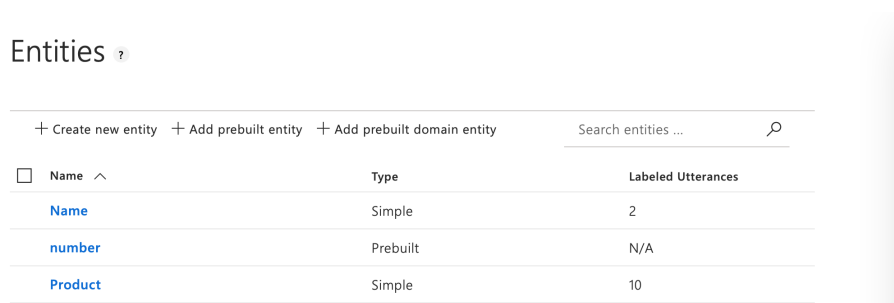 Entities ?
+ Create new entity + Add prebuilt entity + Add prebuilt domain entity Search entities ...
Name Type Labeled Utterances
Name Simple 2
number Prebuilt N/A
Product Simple 10